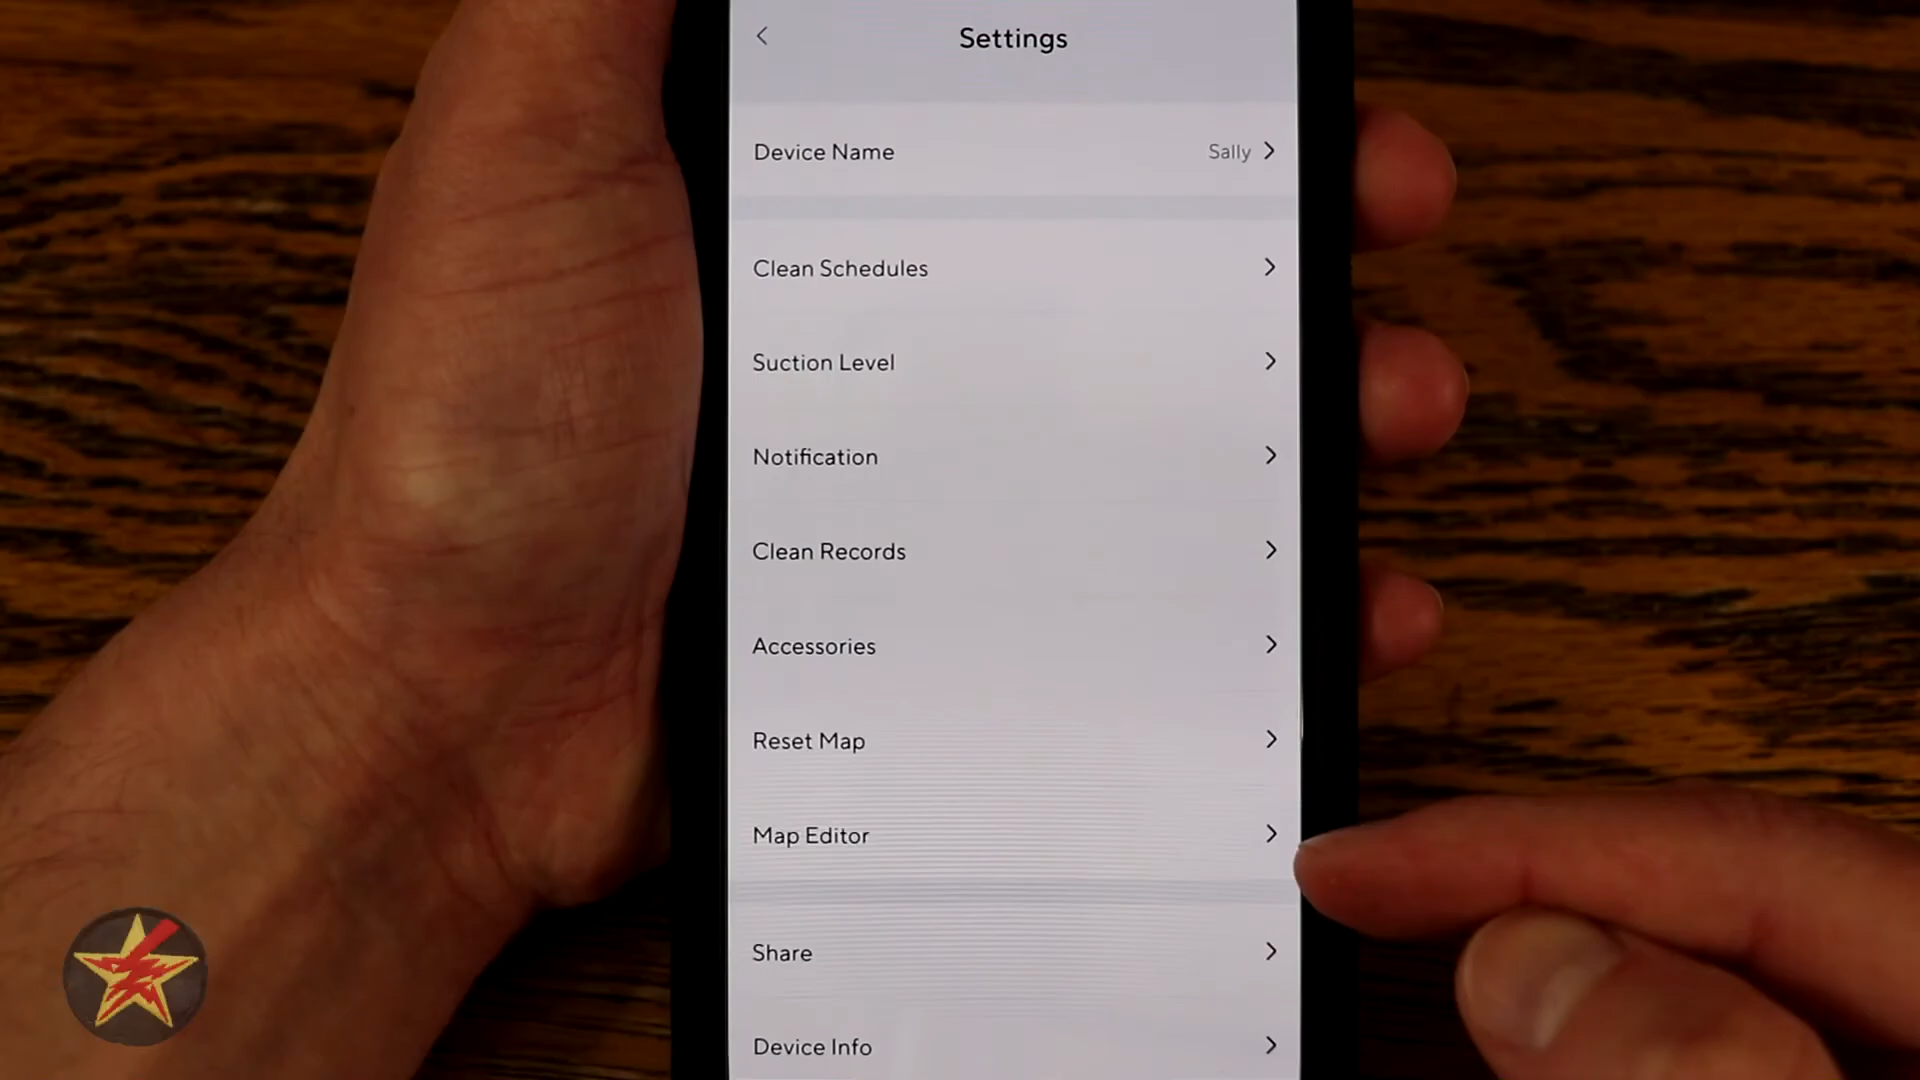 Settings
Device Name Sally
Clean Schedules
Suction Level
Notification
Clean Records
Accessories
Reset Map
Map Editor
Share
Device Info